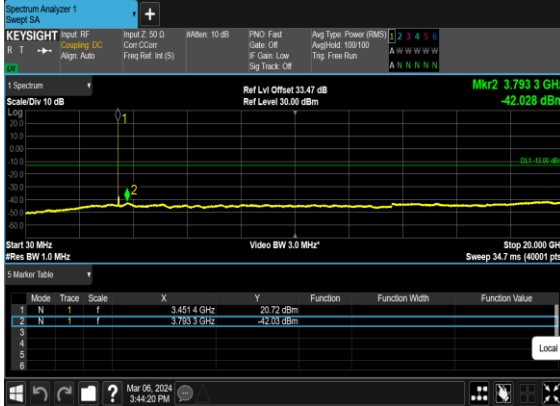 Spectrum Analyzer 1
Swept SA
+
KEYSIGHT
R T
Input: RF
Coupling: DC
Align: Auto
Input Z: 50 Ω
Corr CCorr
Freq Ref: Int (S)
#Atten: 10 dB
PNO: Fast
Gate: Off
IF Gain: Low
Sig Track: Off
Avg Type: Power (RMS)
Avg|Hold: 100/100
Trig: Free Run
1 2 3 4 5 6
A W W W W W
A N N N N N
1 Spectrum
Scale/Div 10 dB
Ref Lvl Offset 33.47 dB
Ref Level 30.00 dBm
Mkr2 3.793 3 GHz
-42.028 dBm
Log
20.0
10.0
0.00
-10.0
-20.0
-30.0
-40.0
-50.0
-60.0
1
2
DL1 -13.00 dBm
Start 30 MHz
#Res BW 1.0 MHz
Video BW 3.0 MHz*
Stop 20.000 GHz
Sweep 34.7 ms (40001 pts)
5 Marker Table
Mode Trace Scale X Y Function Function Width Function Value
1 N 1 f 3.451 4 GHz 20.72 dBm
2 N 1 f 3.793 3 GHz -42.03 dBm
3
4
5
6
Local
?
Mar 06, 2024
3:44:20 PM